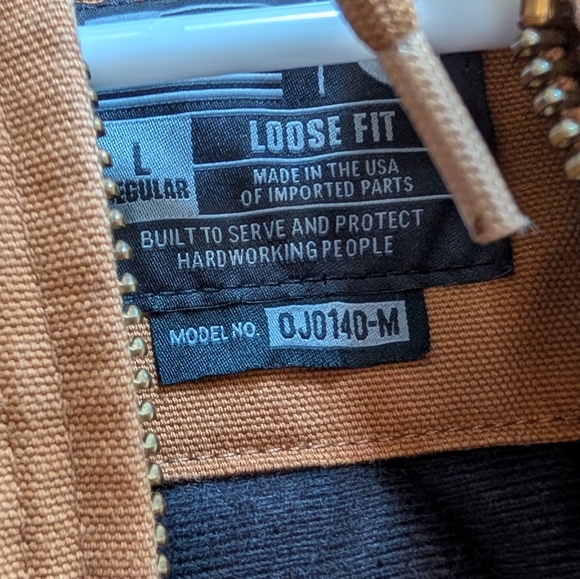 L
LOOSE FIT
MADE IN THE USA
OF IMPORTED PARTS
BUILT TO SERVE AND PROTECT
HARDWORKING PEOPLE
MODEL NO. OJ0140-M